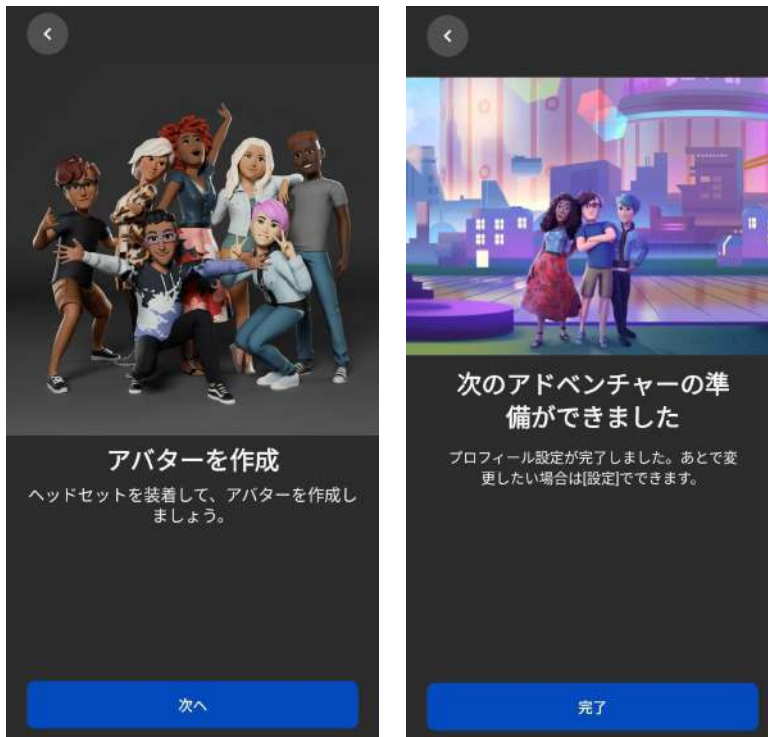 アバターを作成
ヘッドセットを装着して、アバターを作成し
ましょう。
次へ
次のアドベンチャーの準
備ができました
プロフィール設定が完了しました。あとで変
更したい場合は[設定]でできます。
完了